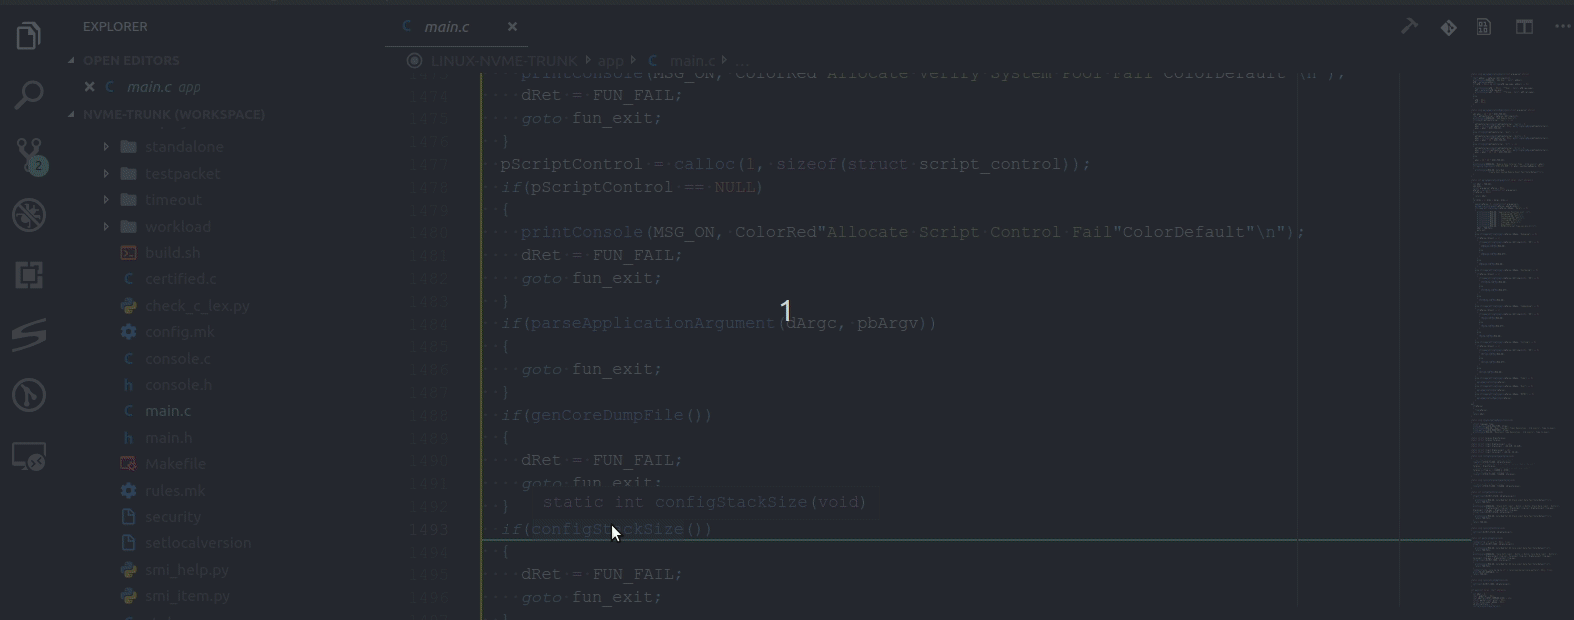 EXPLORER
OPEN EDITORS
main.c app
NVME-TRUNK (WORKSPACE)
2
standalone
testpacket
timeout
workload
build.sh
certified.c
check_c_lex.py
config.mk
console.c
console.h
main.c
main.h
Makefile
rules.mk
security
setlocalversion
smi_help.py
smi_item.py
main.c
LINUX-NVME-TRUNK app C main.c ...
printConsole(MSG_ON, ColorRed"Allocate Verify System Pool Fail"ColorDefault"\n");
1474 dRet = FUN_FAIL;
1475 goto fun_exit;
1476 }
1477 pScriptControl = calloc(1, sizeof(struct script_control));
1478 if(pScriptControl == NULL)
1479 {
1480 printConsole(MSG_ON, ColorRed"Allocate Script Control Fail"ColorDefault"\n");
1481 dRet = FUN_FAIL;
1482 goto fun_exit;
1483 }
1484 if(parseApplicationArgument(dArgc, pbArgv))
1485 {
1486 goto fun_exit;
1487 }
1488 if(genCoreDumpFile())
1489 {
1490 dRet = FUN_FAIL;
1491 goto fun_exit;
static int configStackSize(void)
1492 }
1493 if(configStackSize())
1494 {
1495 dRet = FUN_FAIL;
1496 goto fun_exit;
1